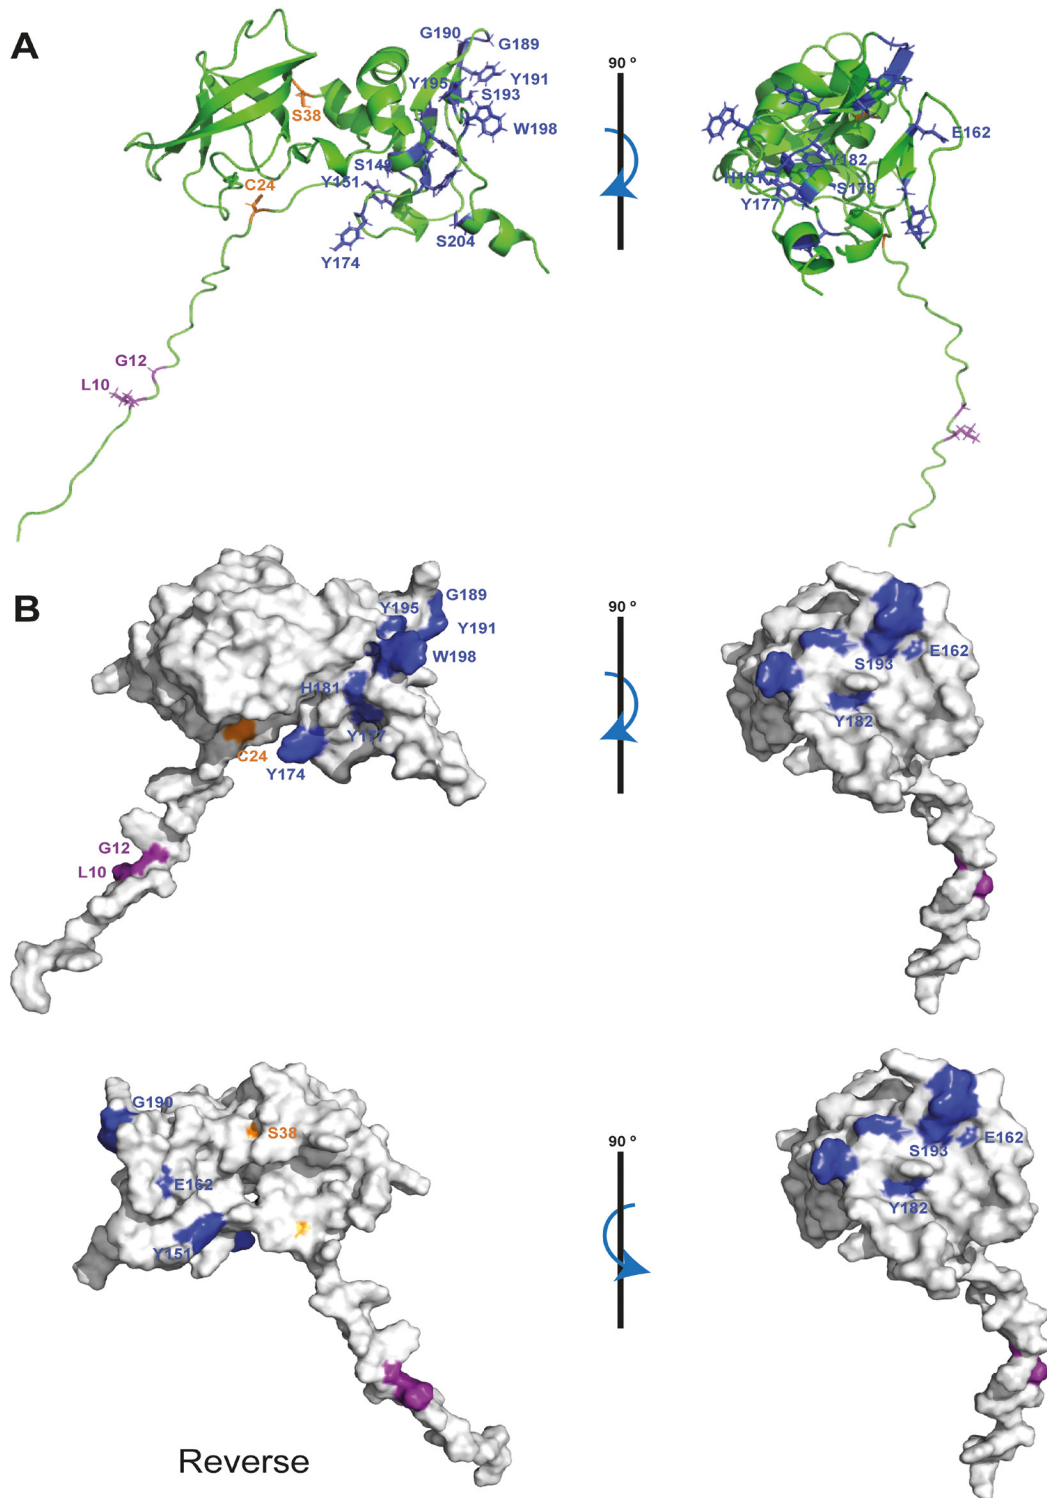 A
G190
G189
90 º
Y191
Y195
S193
S38
W198
E162
Y182
S149
H181
S179
Y151
C24
Y177
S204
Y174
G12
L10
B
G189
90 º
Y195
Y191
W198
E162
S193
H181
Y182
Y177
C24
Y174
G12
L10
G190
S38
90 º
E162
S193
E162
Y182
Y151
Reverse